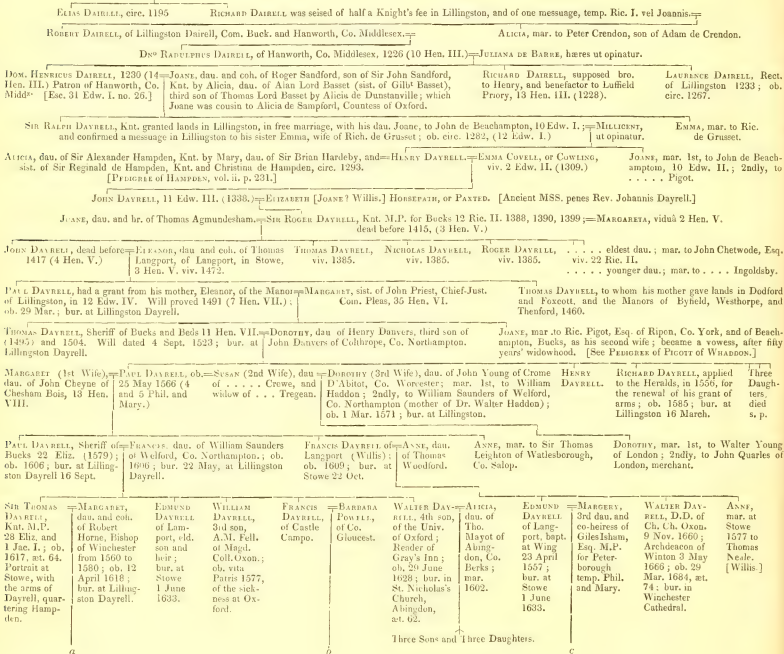 ELIAS DAIRELL, circ. 1195 RICHARD DAIRELL was seised of half a Knight's fee in Lillingston, and of one messuage, temp. Ric. I. vel Joannis.
ROBERT DAIRELL, of Lillingston Dairell, Com. Buck. and Hanworth, Co. Middlesex. ALICIA, mar. to Peter Crendon, son of Adam de Crendon.
DNUS RADULPHUS DAIRELL, of Hanworth, Co. Middlesex, 1226 (10 Hen. III.) JULIANA DE BARRE, hæres ut opinatur.
DOM. HENRICUS DAIRELL, 1230 (14 Hen. III.) Patron of Hanworth, Co. Middx. [Esc. 31 Edw. I. no. 26.]
JOANE, dau. and coh. of Roger Sandford, son of Sir John Sandford, Knt. by Alicia, dau. of Alan Lord Basset (sist. of Gilbt Basset), third son of Thomas Lord Basset by Alicia de Dunstanville; which Joane was cousin to Alicia de Sampford, Countess of Oxford.
RICHARD DAIRELL, supposed bro. to Henry, and benefactor to Luffield Priory, 13 Hen. III. (1228).
LAURENCE DAIRELL, Rect. of Lillingston 1233; ob. circ. 1267.
SIR RALPH DAYRELL, Knt. granted lands in Lillingston, in free marriage, with his dau. Joane, to John de Beachampton, 10 Edw. I.; and confirmed a messuage in Lillingston to his sister Emma, wife of Rich. de Grusset; ob. circ. 1282, (12 Edw. I.)
MILLICENT, ut opinatur.
EMMA, mar. to Ric. de Grusset.
ALICIA, dau. of Sir Alexander Hampden, Knt. by Mary, dau. of Sir Brian Hardeby, and sist. of Sir Reginald de Hampden, Knt. and Christina de Hampden, circ. 1293. [PEDIGREE OF HAMPDEN, vol. ii. p. 231.]
HENRY DAYRELL.
EMMA COVELL, or COWLING, viv. 2 Edw. II. (1309.)
JOANE, mar. 1st, to John de Beachampton, 10 Edw. II.; 2ndly, to . . . . . Pigot.
JOHN DAYRELL, 11 Edw. III. (1338.) ELIZABETH [JOANE? Willis.] HORSEPATH, or PAXTED. [Ancient MSS. penes Rev. Johannis Dayrell.]
JOANE, dau. and hr. of Thomas Agmundesham. SIR ROGER DAYRELL, Knt. M.P. for Bucks 12 Ric. II. 1388, 1390, 1399; dead before 1415, (3 Hen. V.) MARGARETA, viduâ 2 Hen. V.
JOHN DAYRELL, dead before 1417 (4 Hen. V.)
ELEANOR, dau and coh. of Thomas Langport, of Langport, in Stowe, 3 Hen. V. viv. 1472.
THOMAS DAYRELL, viv. 1385.
NICHOLAS DAYRELL, viv. 1385.
ROGER DAYRELL, viv. 1385.
. . . . . eldest dau.; mar. to John Chetwode, Esq. viv. 22 Ric. II.
. . . . . younger dau.; mar. to . . . . Ingoldsby.
PAUL DAYRELL, had a grant from his mother, Eleanor, of the Manor of Lillingston, in 12 Edw. IV. Will proved 1491 (7 Hen. VII.); ob. 29 Mar.; bur. at Lillingston Dayrell.
MARGARET, sist. of John Priest, Chief-Just. Com. Pleas, 35 Hen. VI.
THOMAS DAYRELL, to whom his mother gave lands in Dodford and Foxcott, and the Manors of Byfield, Westhorpe, and Thenford, 1460.
THOMAS DAYRELL, Sheriff of Bucks and Beds 11 Hen. VII. (1495) and 1504. Will dated 4 Sept. 1523; bur. at Lillingston Dayrell.
DOROTHY, dau of Henry Danvers, third son of John Danvers of Colthrope, Co. Northampton.
JOANE, mar. to Ric. Pigot, Esq. of Ripon, Co. York, and of Beachampton, Bucks, as his second wife; became a vowess, after fifty years' widowhood. [See PEDIGREE OF PIGOTT OF WHADDON.]
MARGARET (1st Wife), dau. of John Cheyne of Chesham Bois, 13 Hen. VIII.
PAUL DAYRELL, ob. 25 May 1566 (4 and 5 Phil. and Mary.)
SUSAN (2nd Wife), dau of . . . . . Crewe, and widow of . . . Tregean.
DOROTHY (3rd Wife), dau. of John Young of Crome D'Abitot, Co. Worcester; mar. 1st, to William Haddon; 2ndly, to William Saunders of Welford, Co. Northampton (mother of Dr. Walter Haddon); ob. 1 Mar. 1571; bur. at Lillingston.
HENRY DAYRELL.
RICHARD DAYRELL, applied to the Heralds, in 1556, for the renewal of his grant of arms; ob. 1585; bur. at Lillingston 16 March.
Three Daughters, died s. p.
PAUL DAYRELL, Sheriff of Bucks 22 Eliz. (1579); ob. 1606; bur. at Lillingston Dayrell 16 Sept.
FRANCIS, dau. of William Saunders of Welford, Co. Northampton.; ob. 1606; bur. 22 May, at Lillingston Dayrell.
FRANCIS DAYRELL of Langport (Willis); ob. 1609; bur. at Stowe 22 Oct.
ANNE, dau. of Thomas Woodford.
ANNE, mar. to Sir Thomas Leighton of Watlesborough, Co. Salop.
DOROTHY, mar. 1st, to Walter Young of London; 2ndly, to John Quarles of London, merchant.
SIR THOMAS DAYRELL, Knt. M.P. 28 Eliz. and 1 Jac. I.; ob. 1617, æt. 64. Portrait at Stowe, with the arms of Dayrell, quartering Hampden.
MARGARET, dau. and coh. of Robert Horne, Bishop of Winchester from 1560 to 1580; ob. 12 April 1618; bur. at Lillingston Dayrell.
EDMUND DAYRELL of Lamport, eld. son and heir; bur. at Stowe 1 June 1633.
WILLIAM DAYRELL, 3rd son, A.M. Fell. of Magd. Coll. Oxon.; ob. vita Patris 1577, of the sickness at Oxford.
FRANCIS DAYRELL, of Castle Campo.
BARBARA POWELL, of Co. Gloucest.
WALTER DAYRELL, 4th son, of the Univ. of Oxford; Reader of Gray's Inn; ob. 29 June 1628; bur. in St. Nicholas's Church, Abingdon, æt. 62.
ALICIA, dau. of Tho. Mayot of Abingdon, Co. Berks; mar. 1602.
EDMUND DAYRELL of Langport, bapt. at Wing 23 April 1557; bur. at Stowe 1 June 1633.
MARGERY, 3rd dau. and co-heiress of Giles Isham, Esq. M.P. for Peterborough temp. Phil. and Mary.
WALTER DAYRELL, D.D. of Ch. Ch. Oxon. 9 Nov. 1660; Archdeacon of Winton 3 May 1666; ob. 29 Mar. 1684, æt. 74; bur. in Winchester Cathedral.
ANNE, mar. at Stowe 1577 to Thomas Neale. [Willis.]
Three Sons and Three Daughters.
a b c